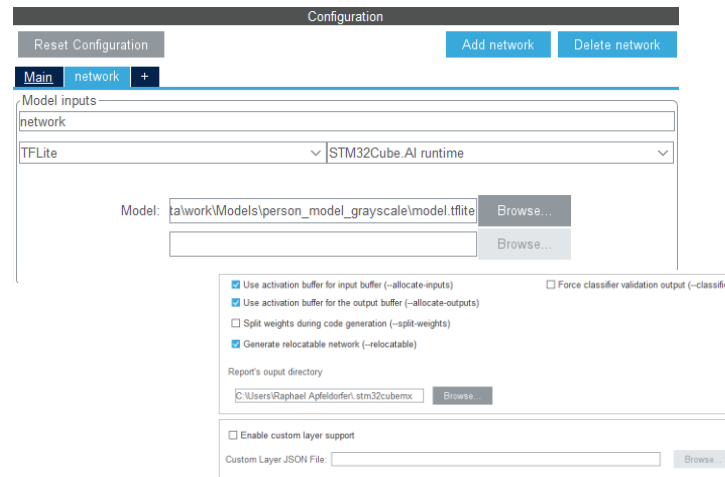 Configuration
Reset Configuration Add network Delete network
Main network +
Model inputs
network
TFLite STM32Cube.AI runtime
Model: ta\work\Models\person_model_grayscale\model.tflite Browse...
Browse...
Use activation buffer for input buffer (--allocate-inputs) Force classifier validation output (--classifie
Use activation buffer for the output buffer (--allocate-outputs)
Split weights during code generation (--split-weights)
Generate relocatable network (--relocatable)
Report's ouput directory
C:\Users\Raphael Apfeldorfer\.stm32cubemx Browse...
Enable custom layer support
Custom Layer JSON File: Browse...